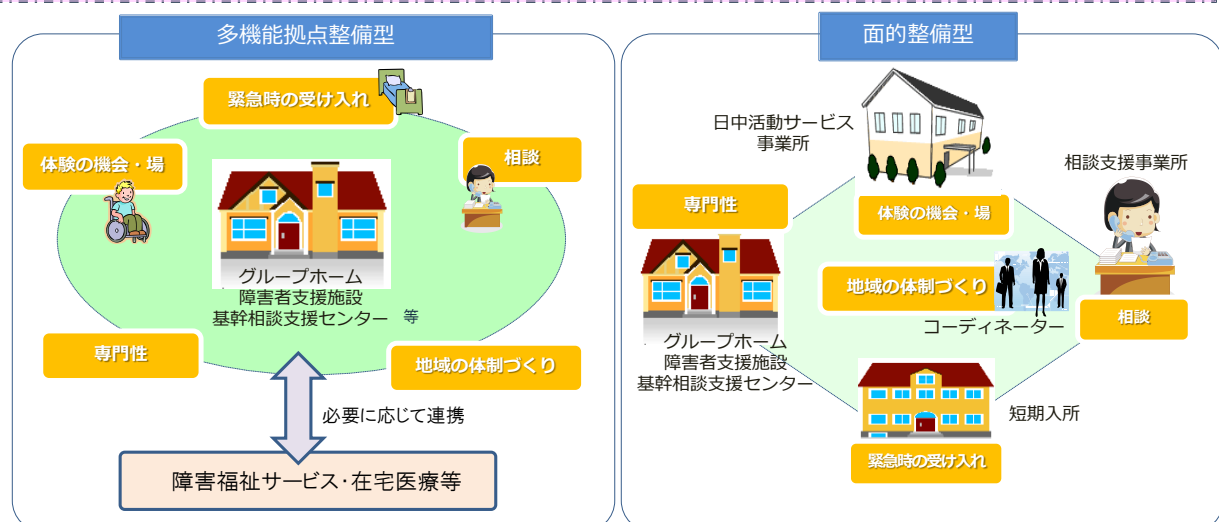 多機能拠点整備型
緊急時の受け入れ
体験の機会・場
相談
グループホーム
障害者支援施設
基幹相談支援センター 等
専門性
地域の体制づくり
必要に応じて連携
障害福祉サービス・在宅医療等
面的整備型
日中活動サービス
事業所
相談支援事業所
専門性
体験の機会・場
地域の体制づくり
コーディネーター
相談
グループホーム
障害者支援施設
基幹相談支援センター
短期入所
緊急時の受け入れ